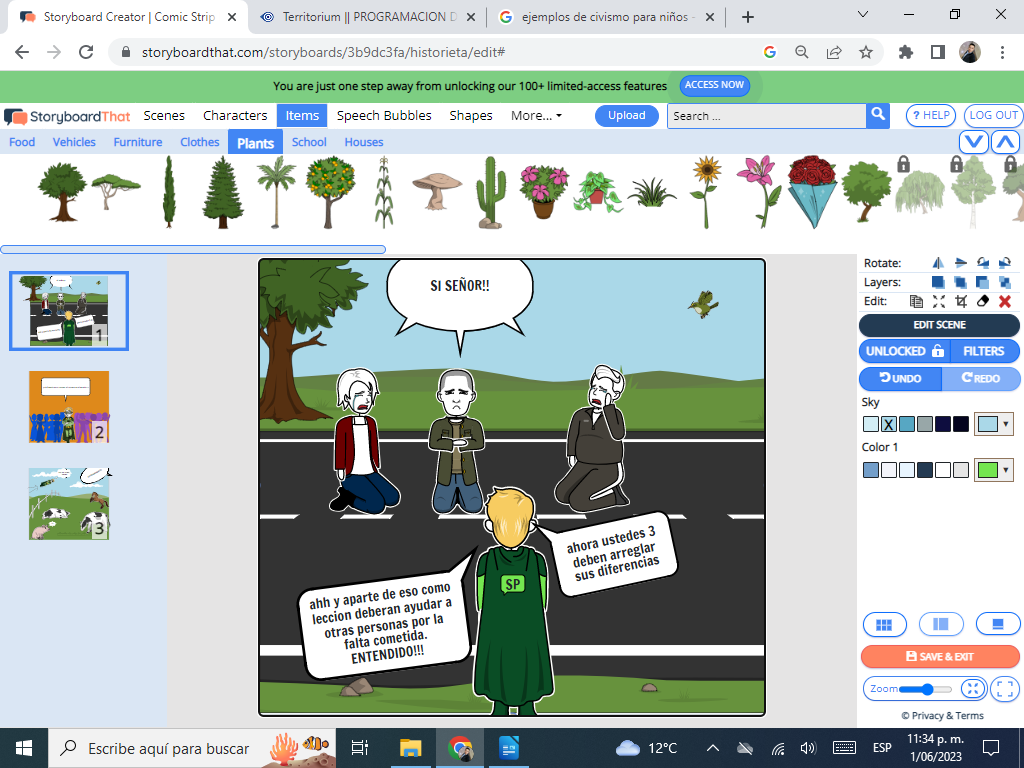 Storyboard Creator | Comic Strip
Territorium || PROGRAMACION D
ejemplos de civismo para niños -
storyboardthat.com/storyboards/3b9dc3fa/historieta/edit#
You are just one step away from unlocking our 100+ limited-access features
ACCESS NOW
StoryboardThat
Scenes
Characters
Items
Speech Bubbles
Shapes
More...
Upload
Search ...
? HELP
LOG OUT
Food
Vehicles
Furniture
Clothes
Plants
School
Houses
1
2
3
SI SEÑOR!!
ahora ustedes 3
deben arreglar
sus diferencias
SP
ahh y aparte de eso como
leccion deberan ayudar a
otras personas por la
falta cometida.
ENTENDIDO!!!
Rotate:
Layers:
Edit:
EDIT SCENE
UNLOCKED
FILTERS
UNDO
REDO
Sky
X
Color 1
SAVE & EXIT
Zoom
© Privacy & Terms
Escribe aquí para buscar
12°C
ESP
11:34 p. m.
1/06/2023